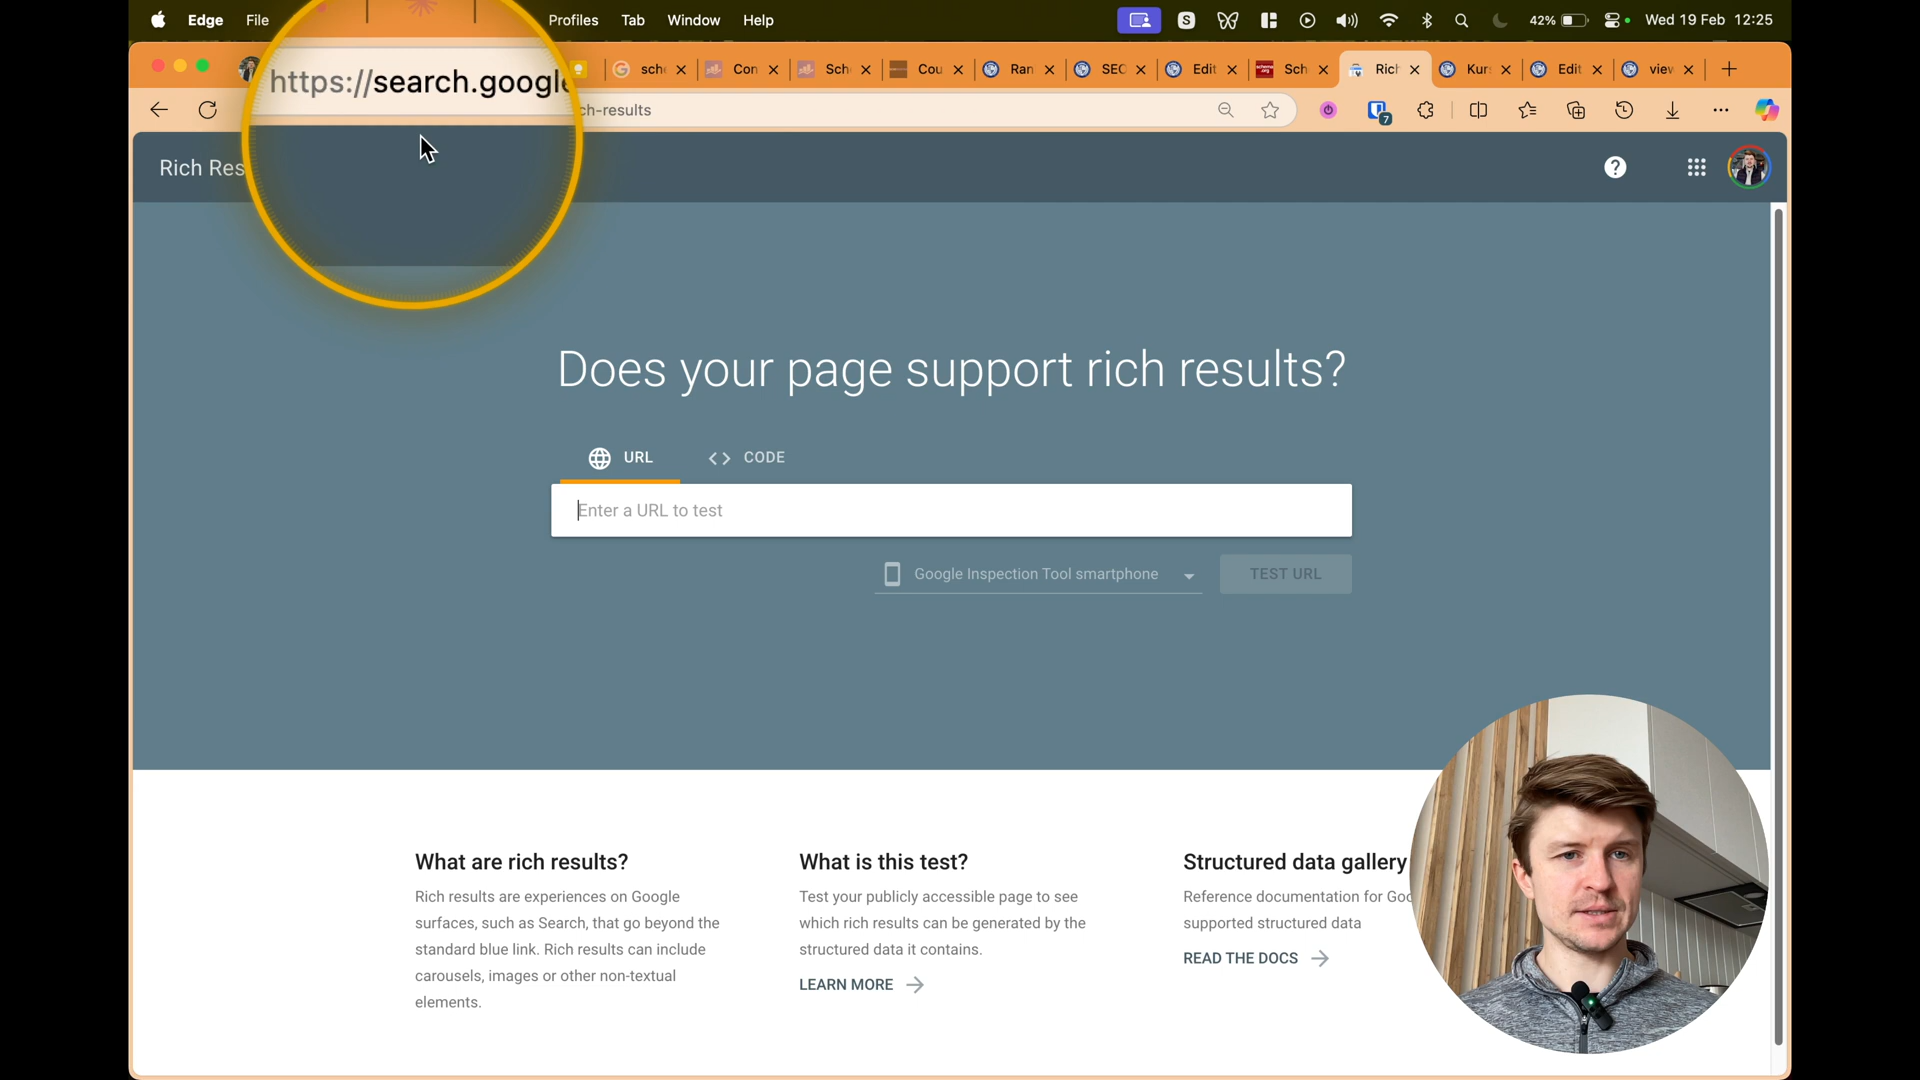 Edge File Profiles Tab Window Help S 42% Wed 19 Feb 12:25
sch Con Sch Cou Ran SEC Edit Sch Rich Kur Edit view
https://search.google
ch-results
7
Rich Res
Does your page support rich results?
URL CODE
Enter a URL to test
Google Inspection Tool smartphone TEST URL
What are rich results?
Rich results are experiences on Google
surfaces, such as Search, that go beyond the
standard blue link. Rich results can include
carousels, images or other non-textual
elements.
What is this test?
Test your publicly accessible page to see
which rich results can be generated by the
structured data it contains.
LEARN MORE
Structured data gallery
Reference documentation for Goo
supported structured data
READ THE DOCS